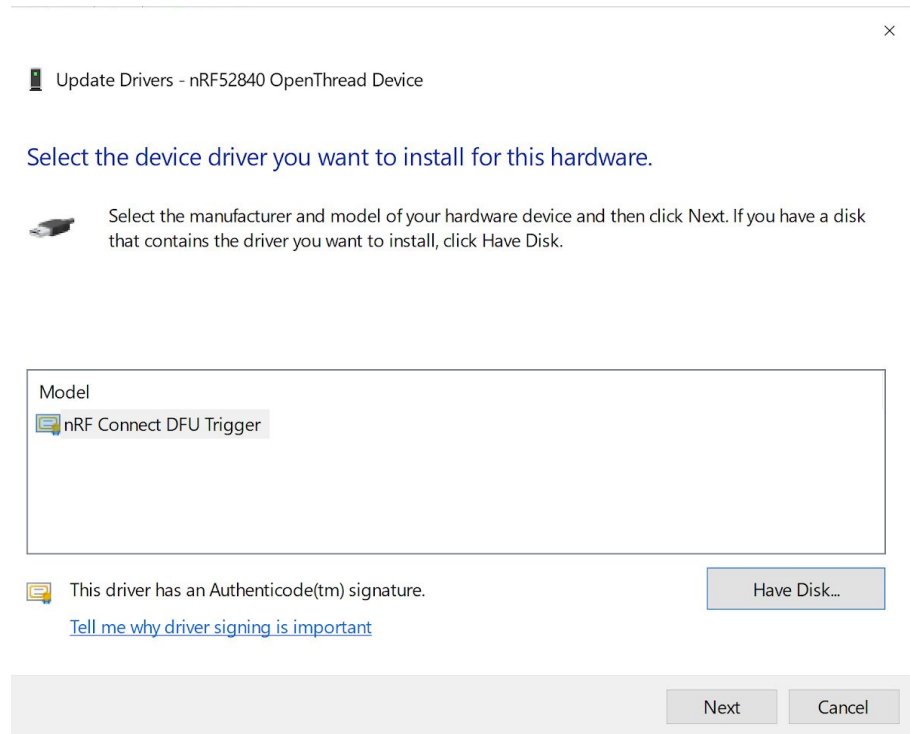 Update Drivers - nRF52840 OpenThread Device
Select the device driver you want to install for this hardware.
Select the manufacturer and model of your hardware device and then click Next. If you have a disk
that contains the driver you want to install, click Have Disk.
Model
nRF Connect DFU Trigger
This driver has an Authenticode(tm) signature.
Have Disk...
Tell me why driver signing is important
Next
Cancel